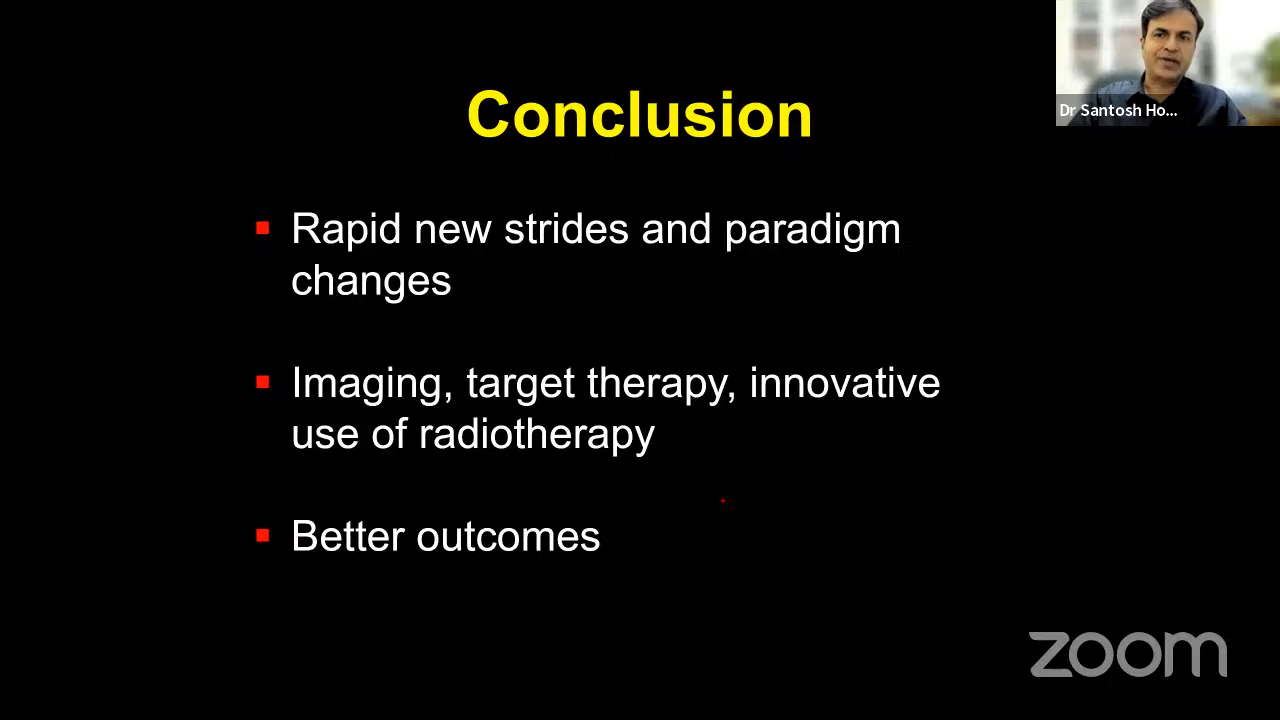 Dr Santosh Ho...
Conclusion
Rapid new strides and paradigm
changes
Imaging, target therapy, innovative
use of radiotherapy
Better outcomes
zoom